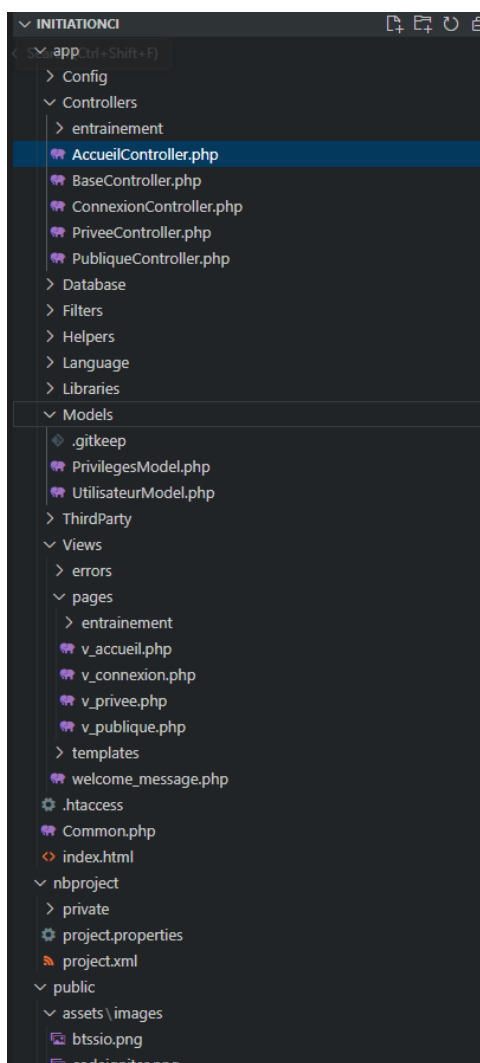 INITIATIONCI
app
Config
Controllers
entrainement
AccueilController.php
BaseController.php
ConnexionController.php
PriveeController.php
PubliqueController.php
Database
Filters
Helpers
Language
Libraries
Models
.gitkeep
PrivilegesModel.php
UtilisateurModel.php
ThirdParty
Views
errors
pages
entrainement
v_accueil.php
v_connexion.php
v_privee.php
v_publique.php
templates
welcome_message.php
.htaccess
Common.php
index.html
nbproject
private
project.properties
project.xml
public
assets\images
btssio.png